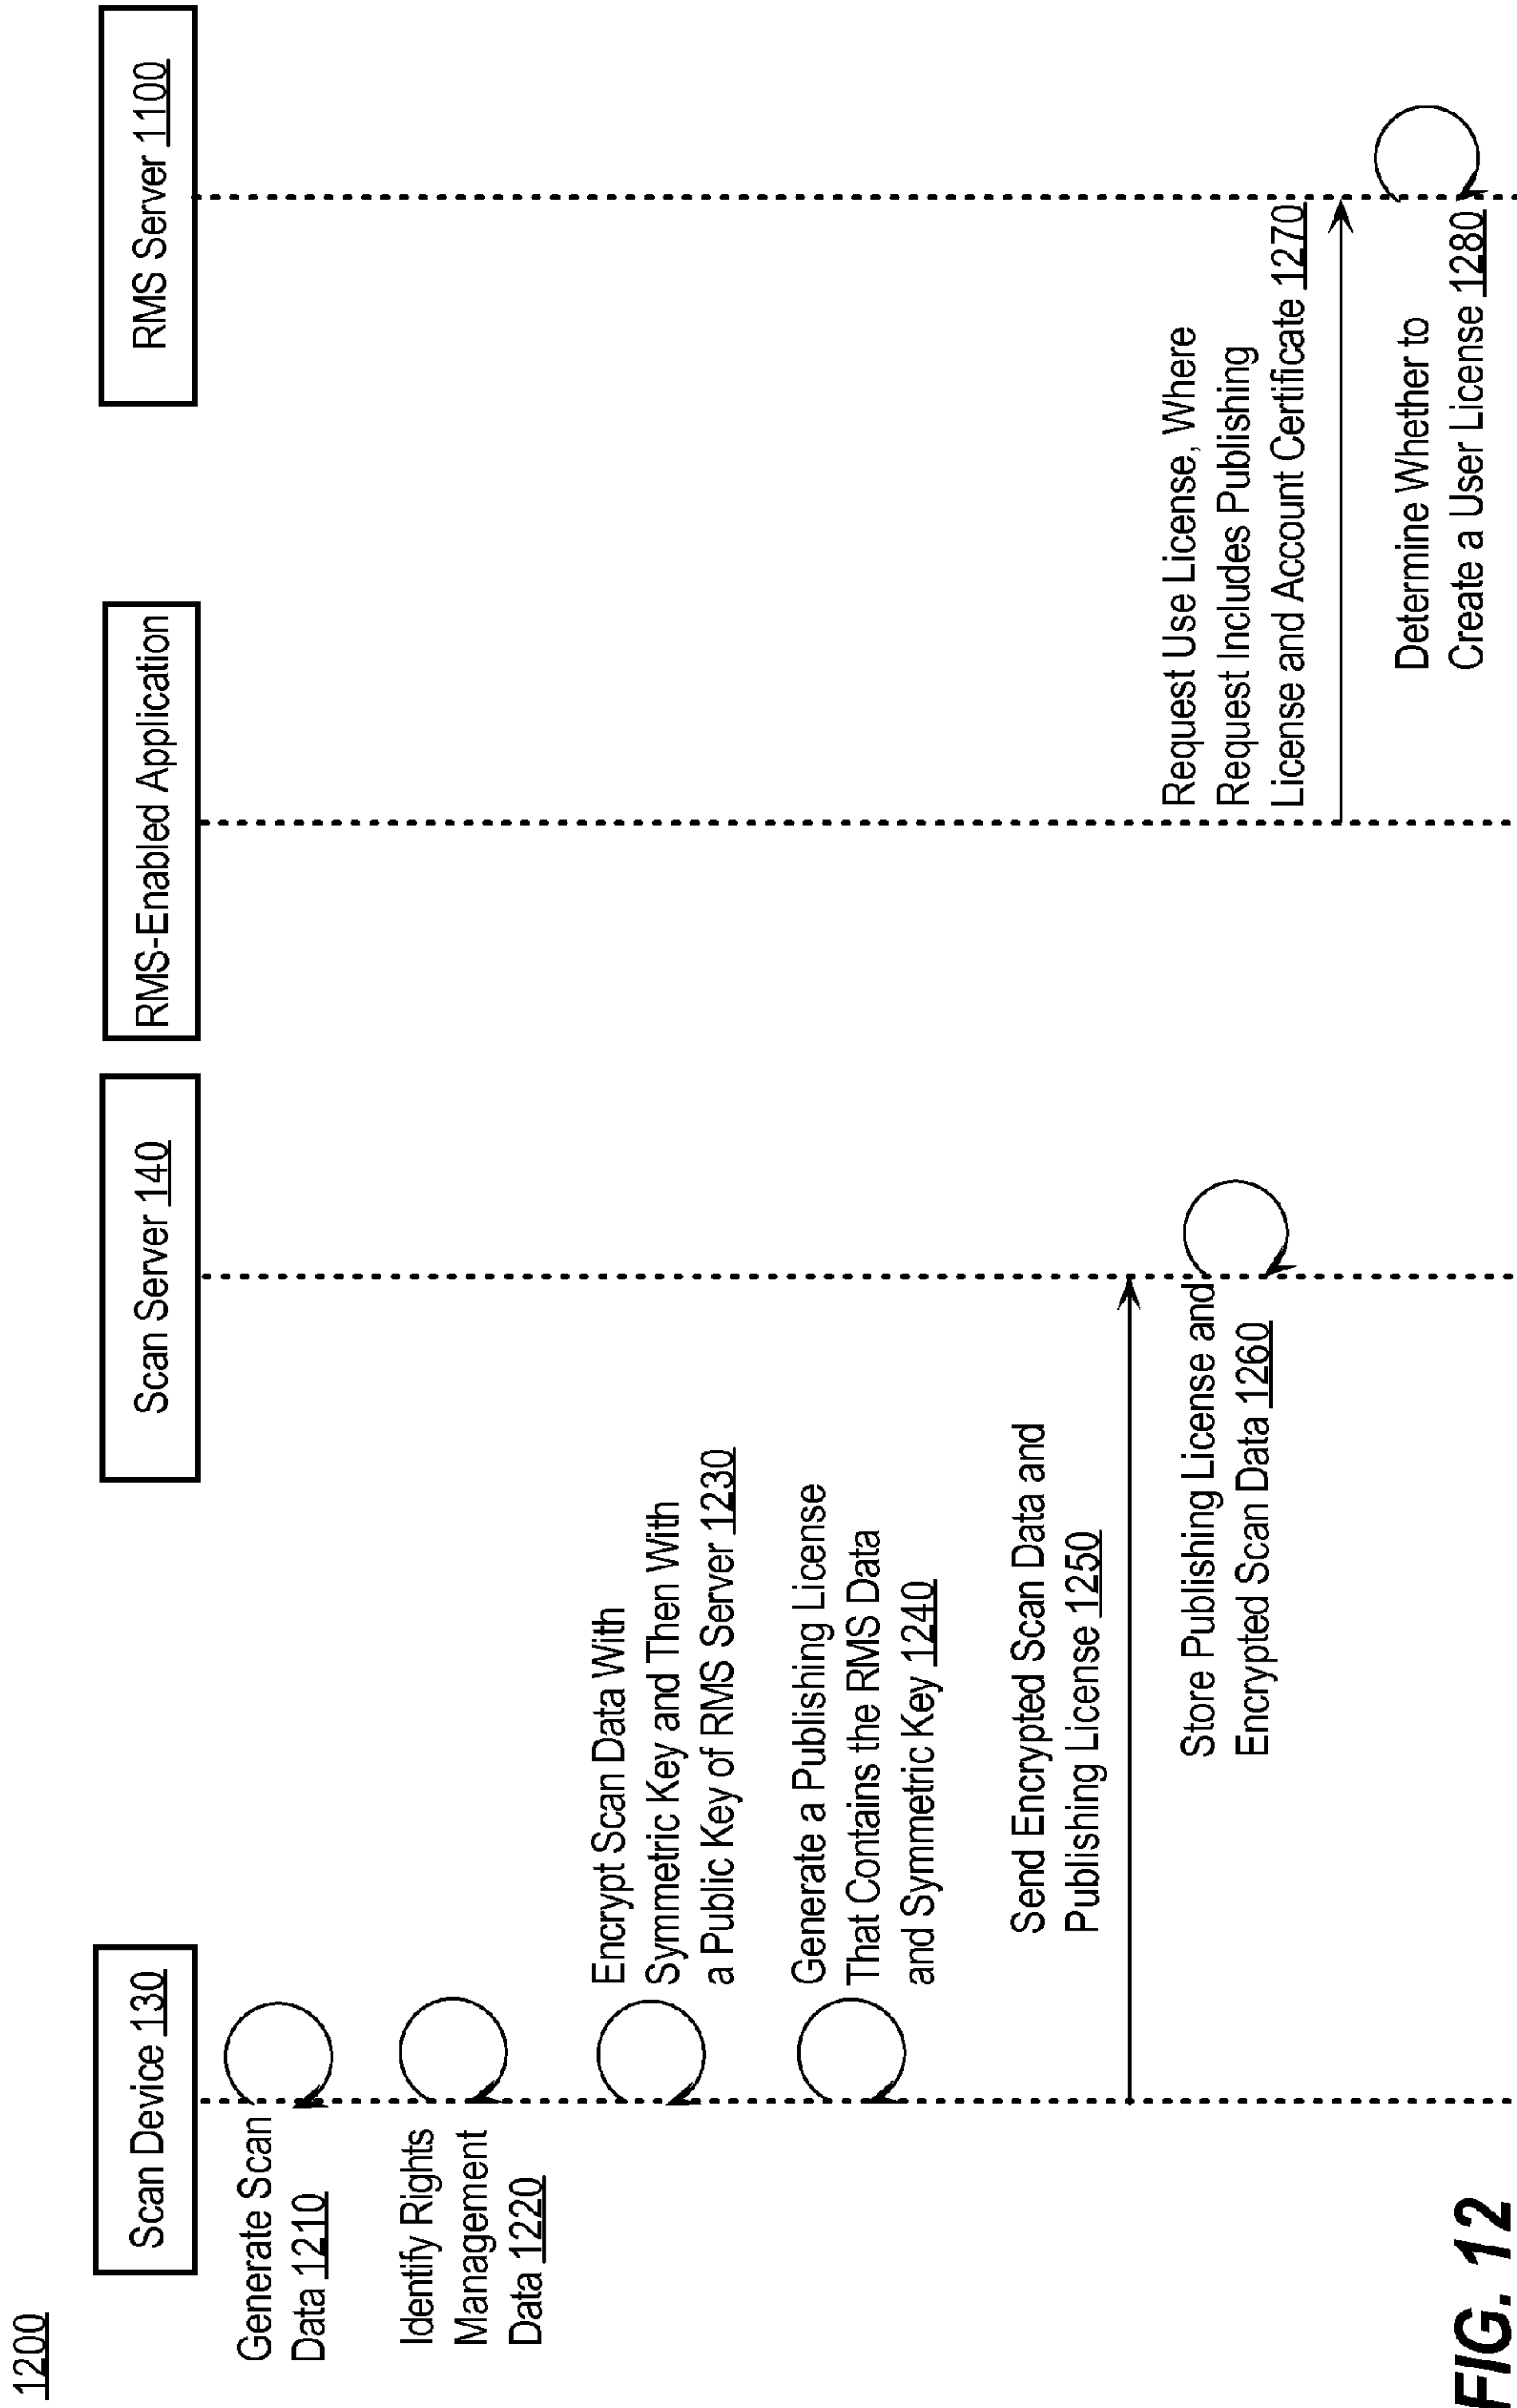 1200
Scan Device 130
Scan Server 140
RMS-Enabled Application
RMS Server 1100
Generate Scan
Data 1210
Identify Rights
Management
Data 1220
Encrypt Scan Data With
Symmetric Key and Then With
a Public Key of RMS Server 1230
Generate a Publishing License
That Contains the RMS Data
and Symmetric Key 1240
Send Encrypted Scan Data and
Publishing License 1250
Store Publishing License and
Encrypted Scan Data 1260
Request Use License, Where
Request Includes Publishing
License and Account Certificate 1270
Determine Whether to
Create a User License 1280
FIG. 12